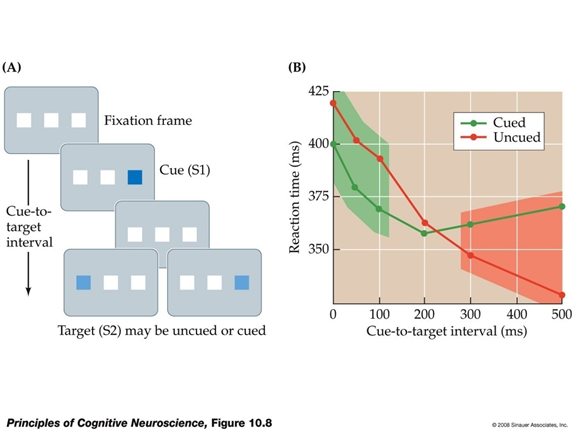 (A)
Fixation frame
Cue (S1)
Cue-to-
target
interval
Target (S2) may be uncued or cued
(B)
425
400
375
350
Reaction time (ms)
Cued
Uncued
0
100
200
300
400
500
Cue-to-target interval (ms)
Principles of Cognitive Neuroscience, Figure 10.8
© 2008 Sinauer Associates, Inc.